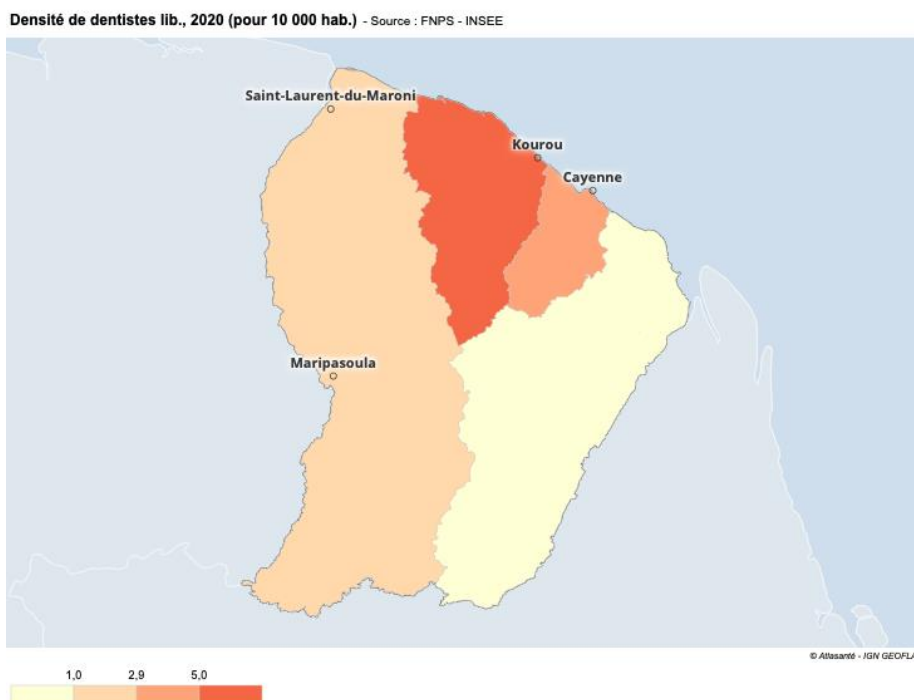 Densité de dentistes lib., 2020 (pour 10 000 hab.) - Source : FNPS - INSEE
Saint-Laurent-du-Maroni
Kourou
Cayenne
Maripasoula
© Atlasanté - IGN GEOFLA
1,0 2,9 5,0